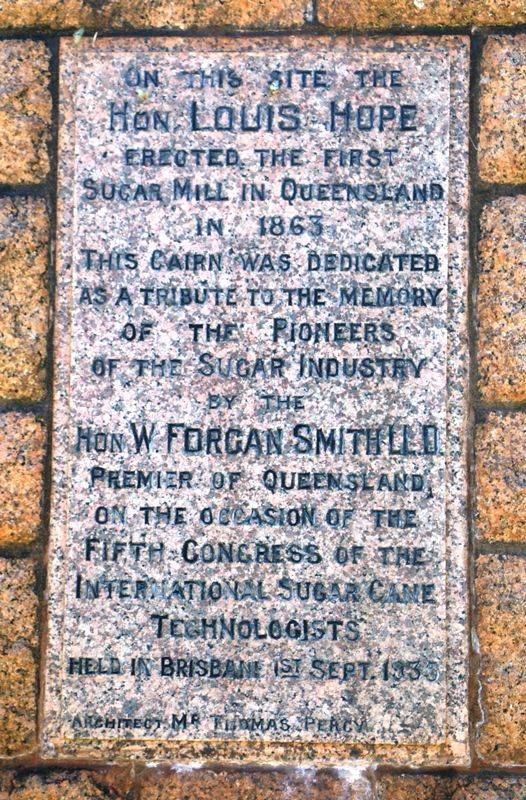 ON THIS SITE THE
HON. LOUIS HOPE
ERECTED THE FIRST
SUGAR MILL IN QUEENSLAND
IN 1863
THIS CAIRN WAS DEDICATED
AS A TRIBUTE TO THE MEMORY
OF THE PIONEERS
OF THE SUGAR INDUSTRY
BY THE
HON. W. FORGAN SMITH LL.D
PREMIER OF QUEENSLAND,
ON THE OCCASION OF THE
FIFTH CONGRESS OF THE
INTERNATIONAL SUGAR CANE
TECHNOLOGISTS
HELD IN BRISBANE 1ST SEPT. 1935
ARCHITECT MR THOMAS PERCY